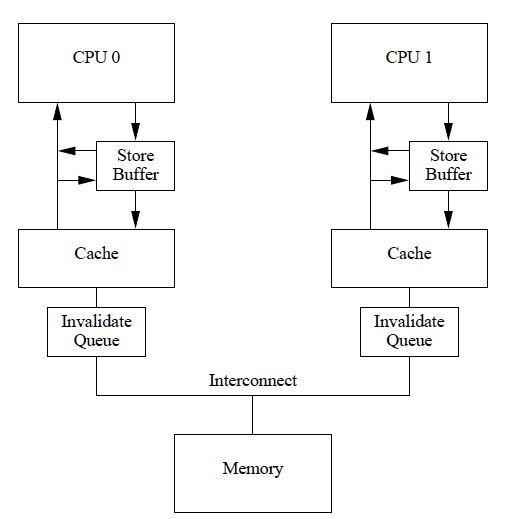 CPU 0
CPU 1
Store
Buffer
Store
Buffer
Cache
Cache
Invalidate
Queue
Invalidate
Queue
Interconnect
Memory